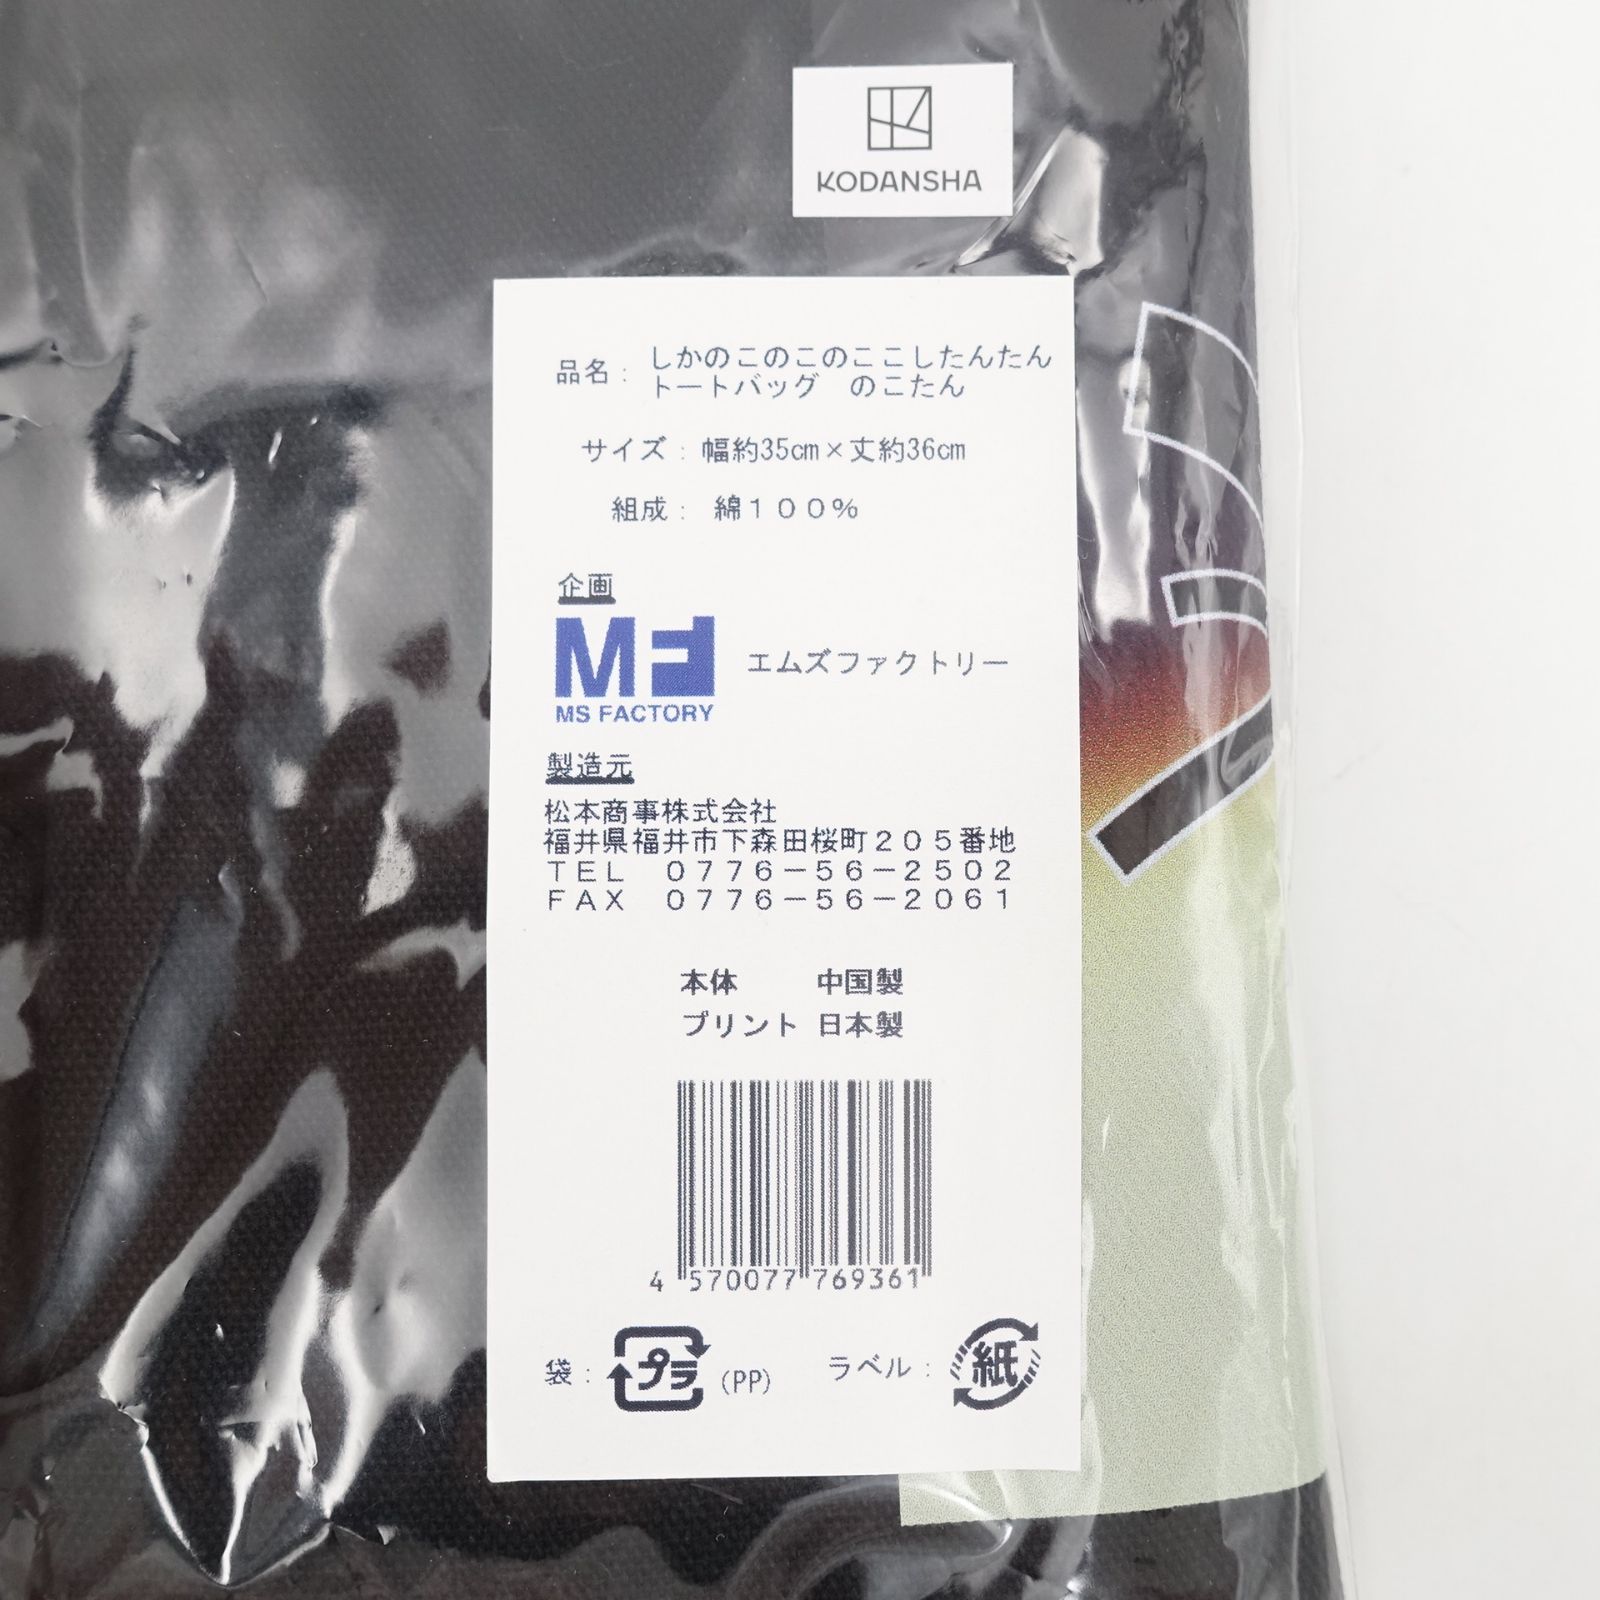 KODANSHA
品名： しかのこのこのここしたんたん
トートバッグ　のこたん
サイズ：幅約35cm×丈約36cm
組成： 綿１００％
企画
MF
MS FACTORY
エムズファクトリー
製造元
松本商事株式会社
福井県福井市下森田桜町２０５番地
ＴＥＬ　０７７６－５６－２５０２
ＦＡＸ　０７７６－５６－２０６１
本体　　中国製
プリント 日本製
4 570077 769361
袋： プラ (PP) ラベル： 紙